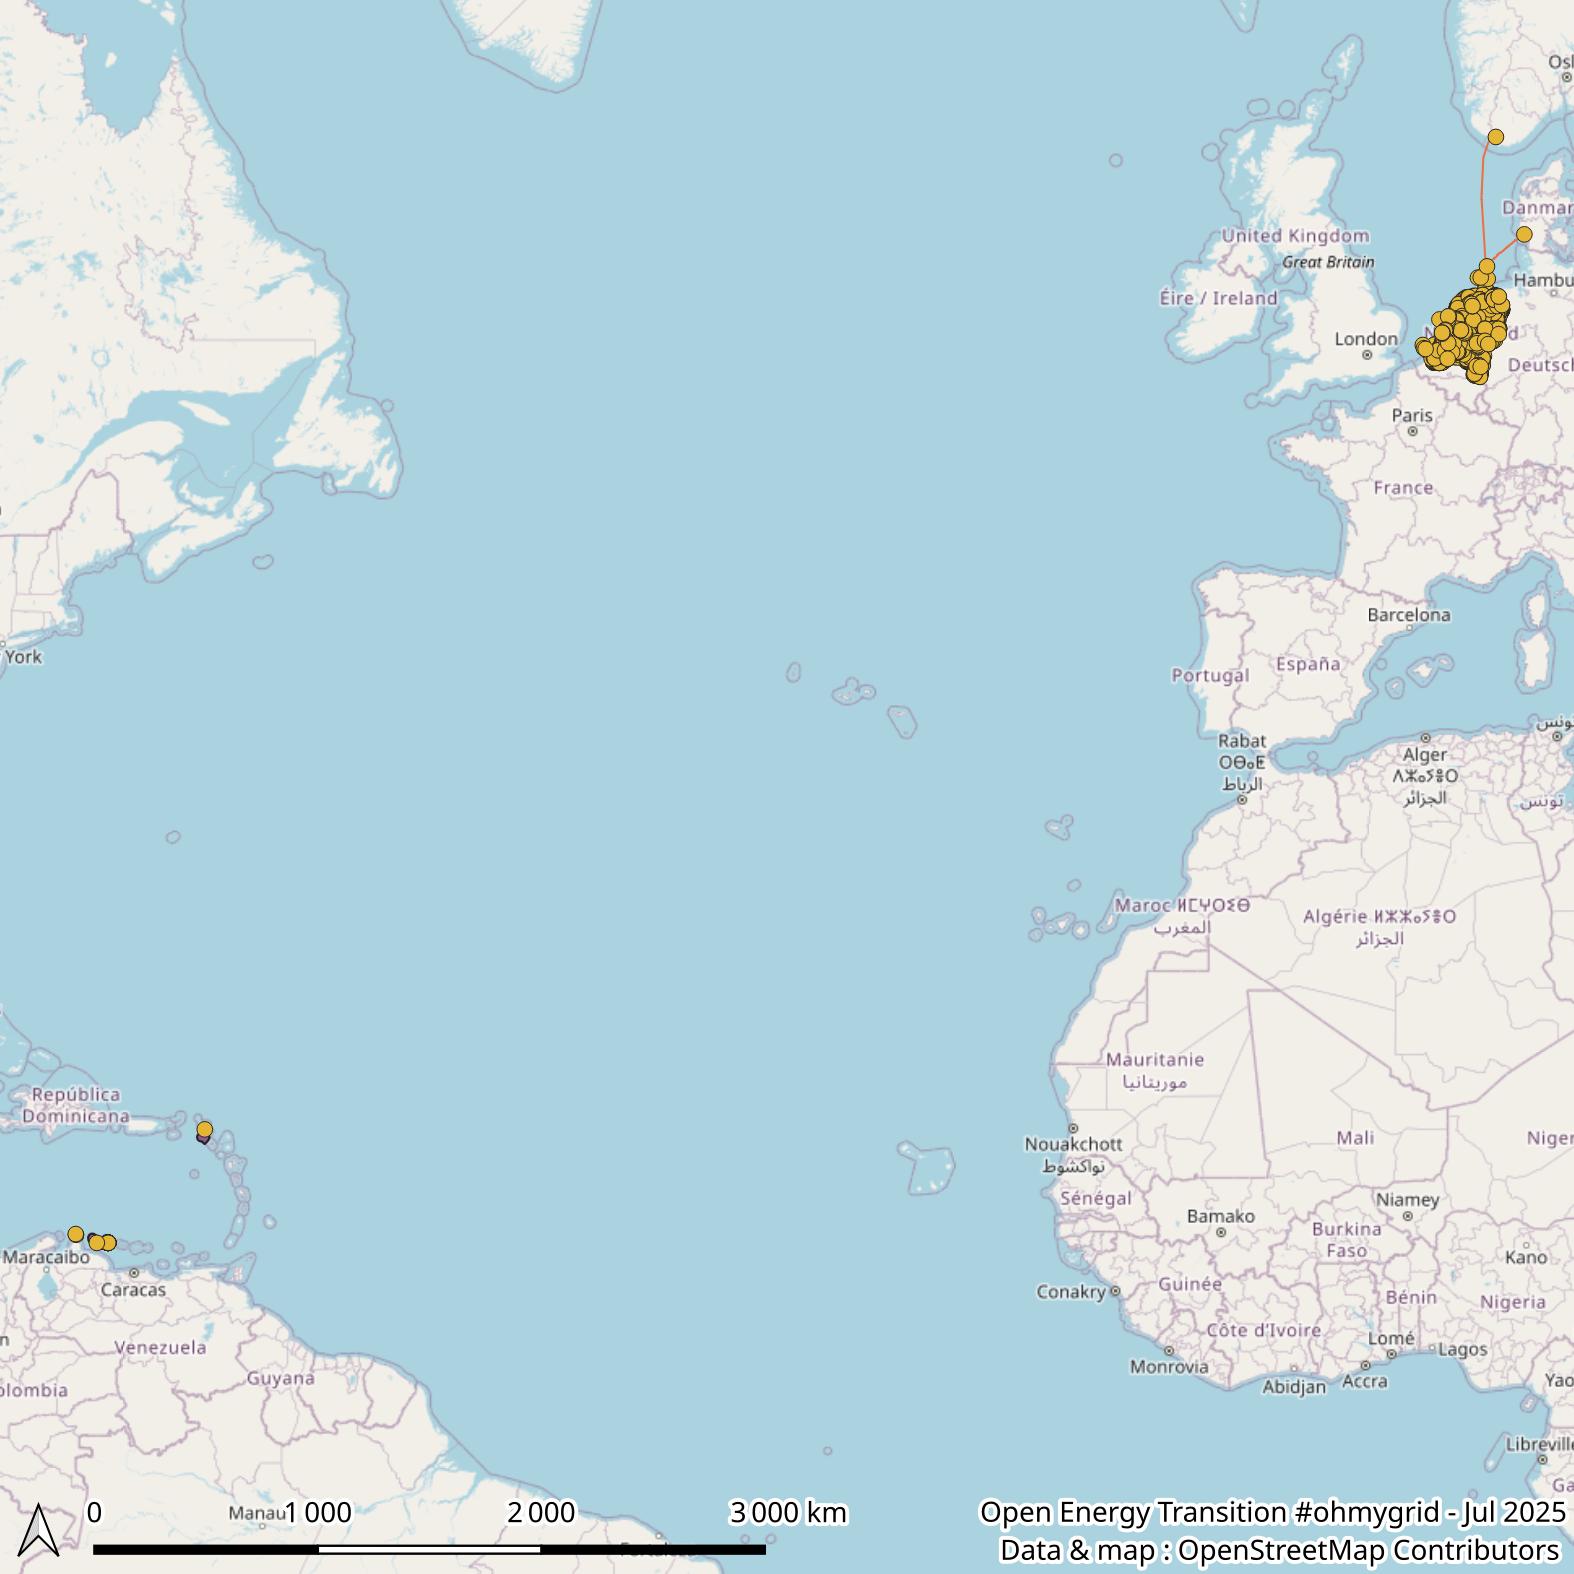 Osl
Danmar
United Kingdom
Great Britain
Hambu
Éire / Ireland
London
Deutsch
Paris
France
Barcelona
York
España
Portugal
تونس
Rabat
ⵔⴱⴰⵟ
الرباط
Alger
الجزائر
تونس
Maroc ⵍⵎⵖⵔⵉⴱ
المغرب
Algérie
الجزائر
Mauritanie
موريتانيا
República
Dominicana
Nouakchott
نواكشوط
Mali
Niger
Sénégal
Niamey
Bamako
Burkina
Faso
Maracaibo
Kano
Caracas
Conakry
Guinée
Bénin
Nigeria
Côte d'Ivoire
Lomé
Lagos
Venezuela
Monrovia
Guyana
Abidjan
Accra
Yao
olombia
Libreville
Ga
Manau
0 1 000 2 000 3 000 km
Open Energy Transition #ohmygrid - Jul 2025
Data & map : OpenStreetMap Contributors